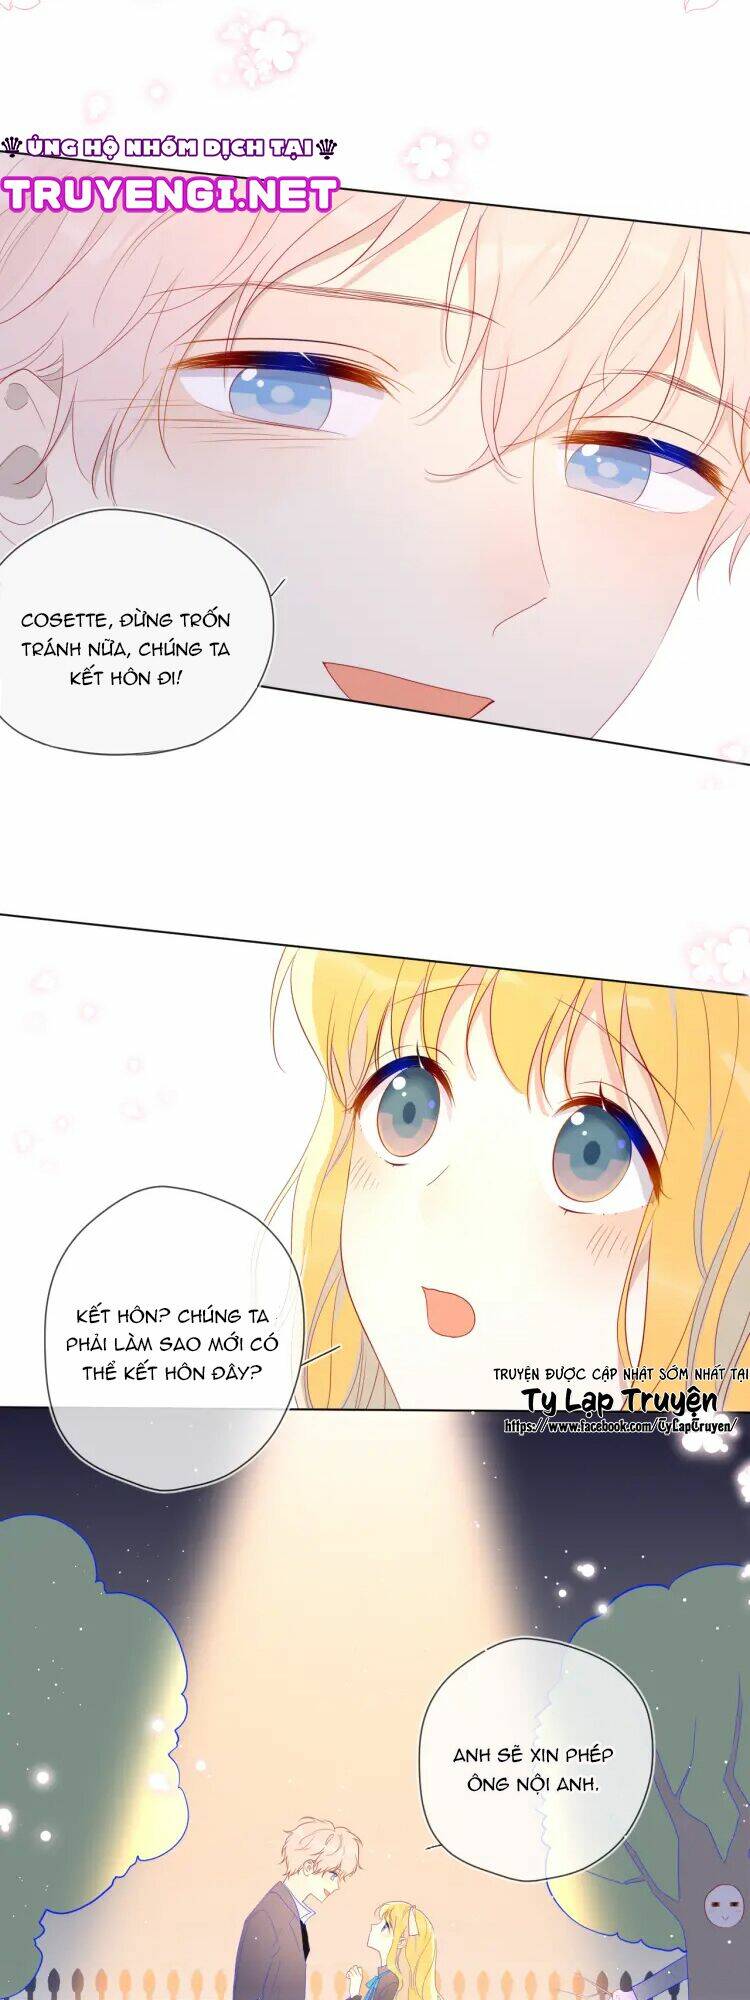 ỦNG HỘ NHÓM DỊCH TẠI
TRUYENGI.NET
COSETTE, ĐỪNG TRỐN
TRÁNH NỮA, CHÚNG TA
KẾT HÔN ĐI!
KẾT HÔN? CHÚNG TA
PHẢI LÀM SAO MỚI CÓ
THỂ KẾT HÔN ĐÂY?
TRUYỆN ĐƯỢC CẬP NHẬT SỚM NHẤT TẠI
Ty Lạp Truyện
https://www.facebook.com/TyLapTruyen/
ANH SẼ XIN PHÉP
ÔNG NỘI ANH.